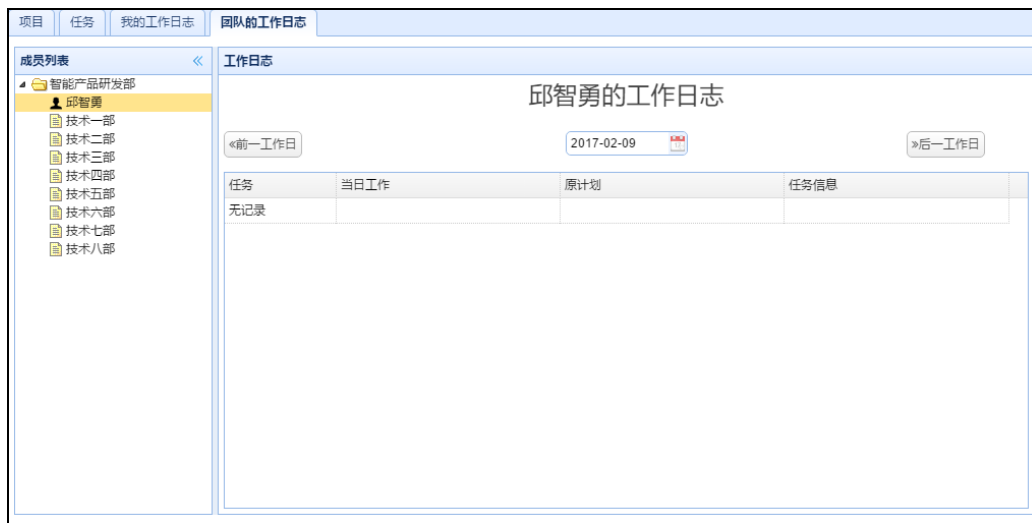 项目 任务 我的工作日志 团队的工作日志
成员列表 «
智能产品研发部
邱智勇
技术一部
技术二部
技术三部
技术四部
技术五部
技术六部
技术七部
技术八部
工作日志
邱智勇的工作日志
«前一工作日 2017-02-09 »后一工作日
任务 当日工作 原计划 任务信息
无记录